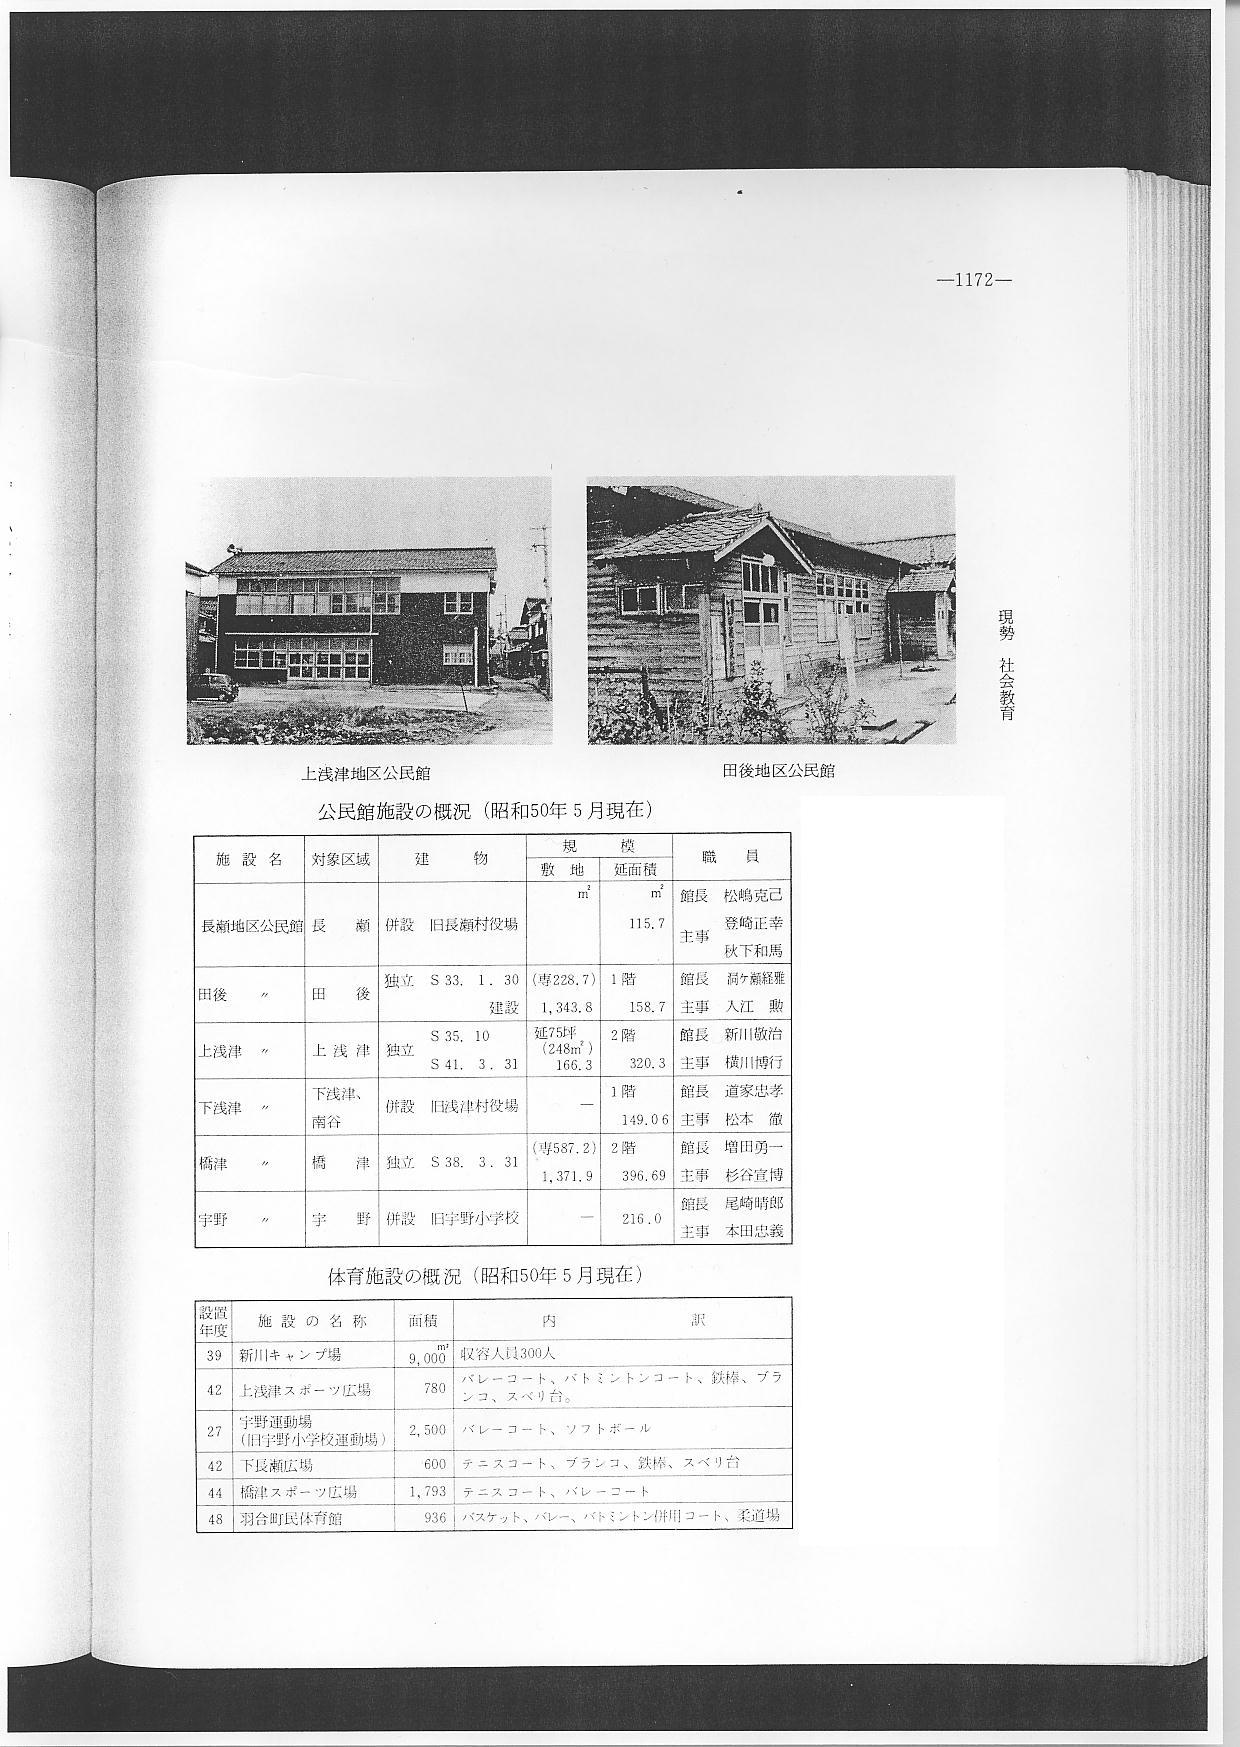 —1172—
現勢 社会教育
上浅津地区公民館
田後地区公民館
公民館施設の概況（昭和50年5月現在）
施設名 対象区域 建物 規模 職員
敷地 延面積
㎡ ㎡
長瀬地区公民館 長瀬 併設 旧長瀬村役場 115.7 館長 松嶋克己
主事 登崎正幸
秋下和馬
田後 〃 田後 独立 S33. 1. 30 (専228.7) 1階 館長 洞ケ瀬経雅
建設 1,343.8 158.7 主事 入江 勲
上浅津 〃 上浅津 独立 S35. 10 延75坪 2階 館長 新川敬治
(248㎡)
S41. 3. 31 166.3 320.3 主事 横川博行
下浅津 〃 下浅津、 併設 旧浅津村役場 — 1階 館長 道家忠孝
南谷 149.06 主事 松本 徹
橋津 〃 橋津 独立 S38. 3. 31 (専587.2) 2階 館長 増田勇一
1,371.9 396.69 主事 杉谷宣博
宇野 〃 宇野 併設 旧宇野小学校 — 216.0 館長 尾崎晴郎
主事 本田忠義
体育施設の概況（昭和50年5月現在）
設置
年度 施設の名称 面積 内訳
39 新川キャンプ場 ㎡ 9,000 収容人員300人
42 上浅津スポーツ広場 780 バレーコート、バトミントンコート、鉄棒、ブラ
ンコ、スベリ台。
27 宇野運動場 2,500 バレーコート、ソフトボール
(旧宇野小学校運動場)
42 下長瀬広場 600 テニスコート、ブランコ、鉄棒、スベリ台
44 橋津スポーツ広場 1,793 テニスコート、バレーコート
48 羽合町民体育館 936 バスケット、バレー、バトミントン併用コート、柔道場